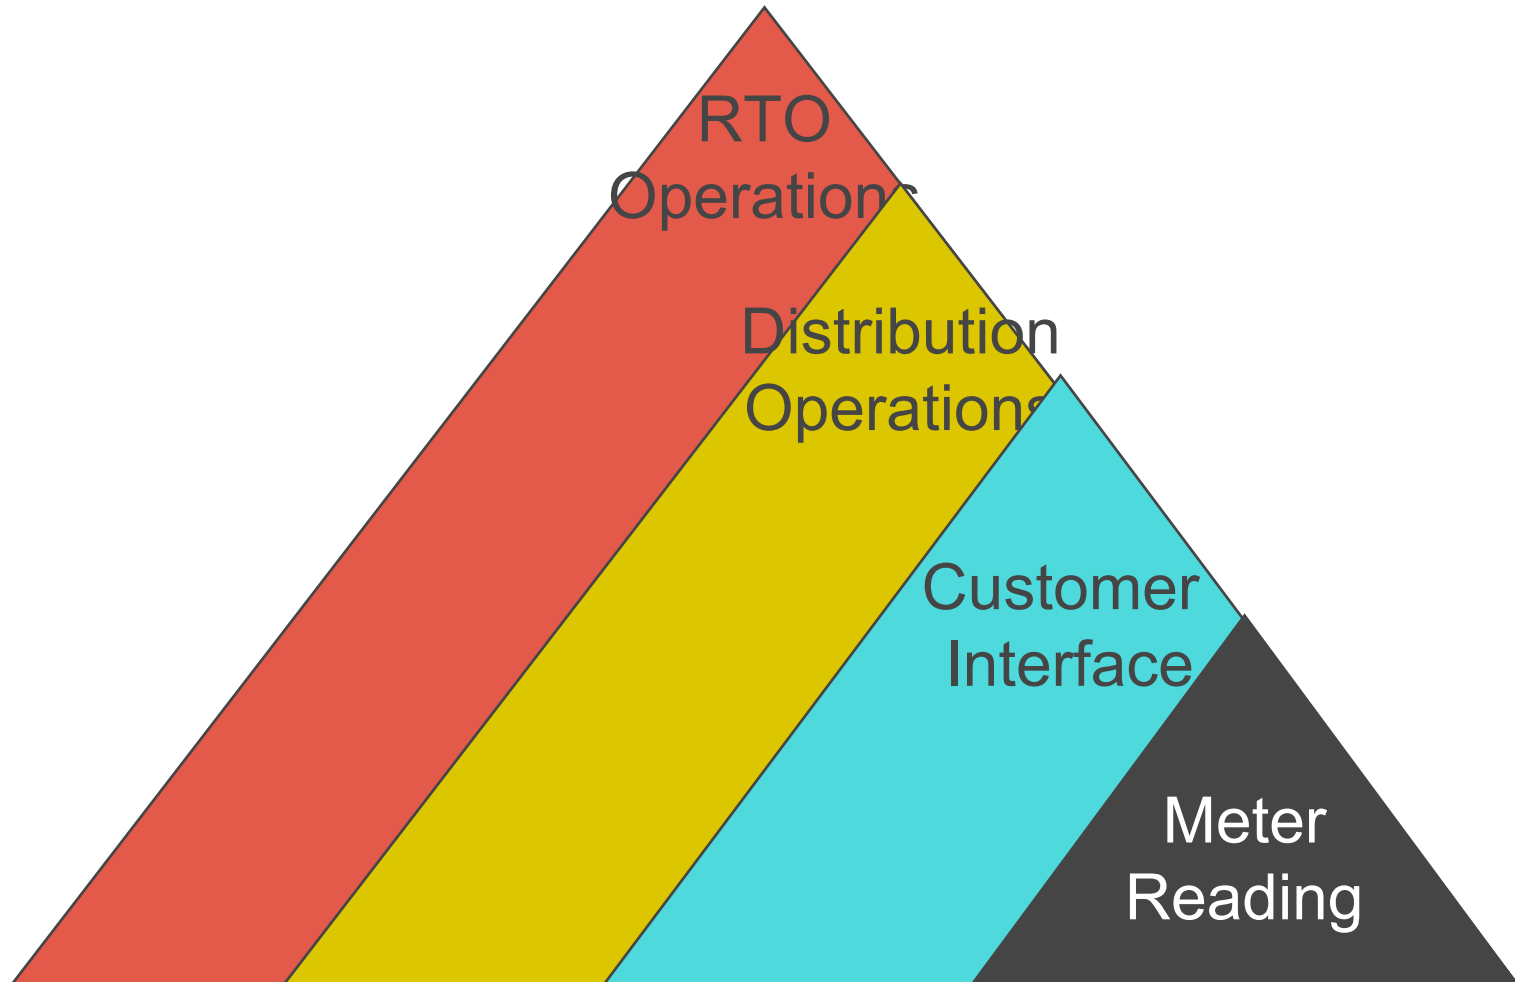 RTO
Operations
Distribution
Operations
Customer
Interface
Meter
Reading